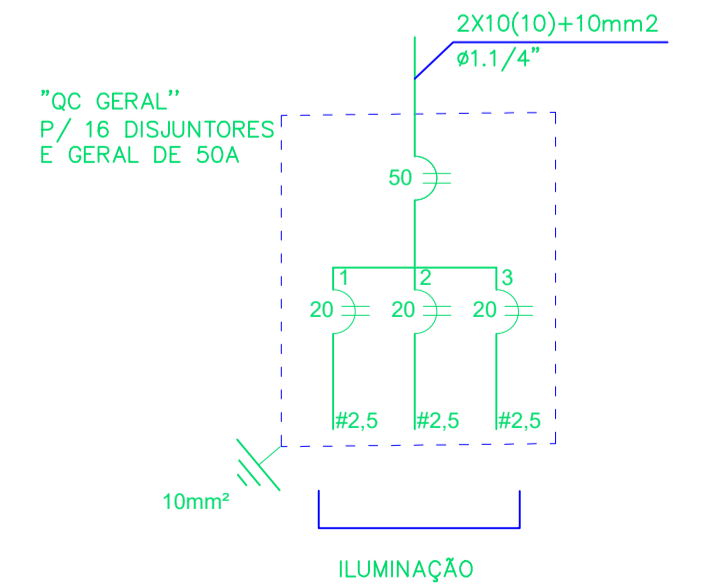 2X10(10)+10mm2
ø1.1/4”
”QC GERAL’’
P/ 16 DISJUNTORES
E GERAL DE 50A
50
1 2 3
20 20 20
#2,5 #2,5 #2,5
10mm²
ILUMINAÇÃO